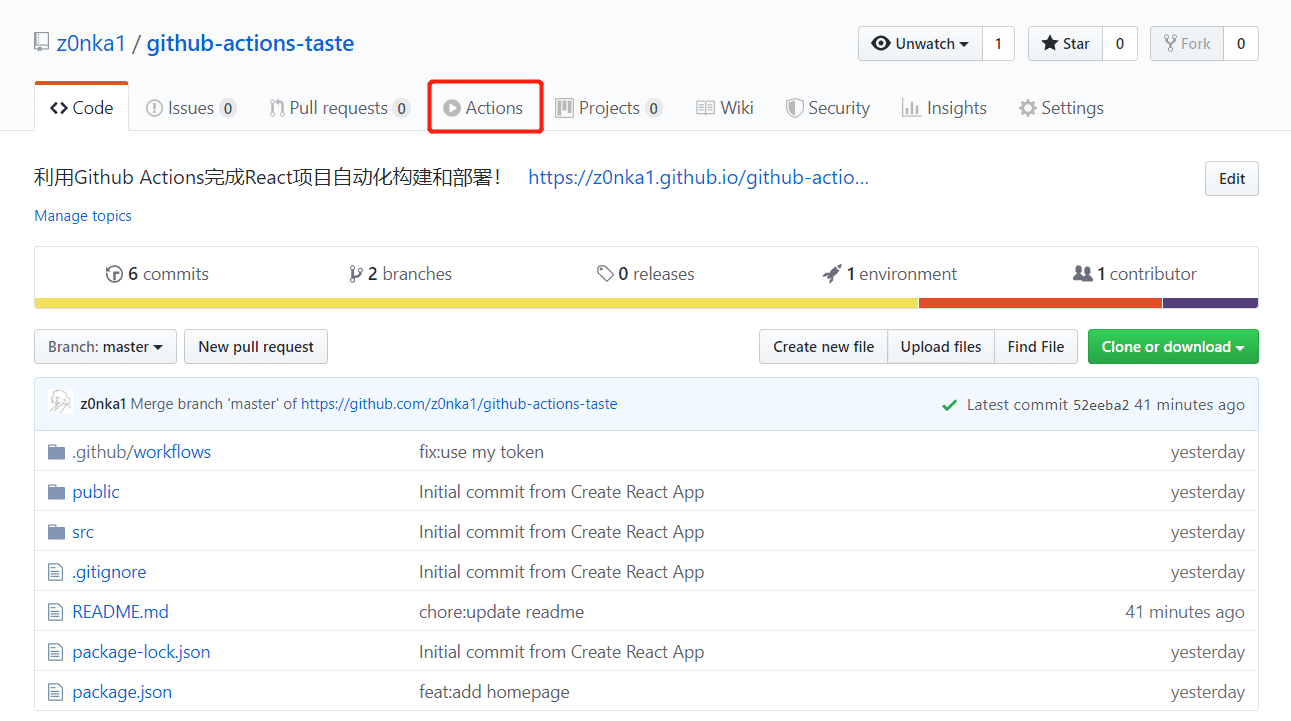 z0nka1 / github-actions-taste
Unwatch 1 Star 0 Fork 0
Code Issues 0 Pull requests 0 Actions Projects 0 Wiki Security Insights Settings
利用Github Actions完成React项目自动化构建和部署！ https://z0nka1.github.io/github-actio... Edit
Manage topics
6 commits 2 branches 0 releases 1 environment 1 contributor
Branch: master New pull request Create new file Upload files Find File Clone or download
z0nka1 Merge branch 'master' of https://github.com/z0nka1/github-actions-taste Latest commit 52eeba2 41 minutes ago
.github/workflows fix:use my token yesterday
public Initial commit from Create React App yesterday
src Initial commit from Create React App yesterday
.gitignore Initial commit from Create React App yesterday
README.md chore:update readme 41 minutes ago
package-lock.json Initial commit from Create React App yesterday
package.json feat:add homepage yesterday